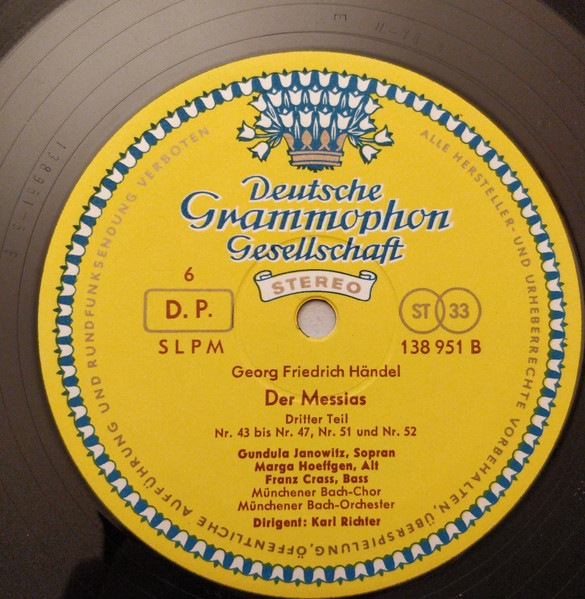 Deutsche
Grammophon
Gesellschaft
STEREO
6
D. P.
SLPM
ST 33
138 951 B
Georg Friedrich Händel
Der Messias
Dritter Teil
Nr. 43 bis Nr. 47, Nr. 51 und Nr. 52
Gundula Janowitz, Sopran
Marga Hoeffgen, Alt
Franz Crass, Bass
Münchener Bach-Chor
Münchener Bach-Orchester
Dirigent: Karl Richter
ALLE HERSTELLER- UND URHEBERRECHTE VORBEHALTEN. ÜBERSPIELUNG, ÖFFENTLICHE AUFFÜHRUNG UND RUNDFUNKSENDUNG VERBOTEN